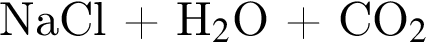 NaCl + H₂O + CO₂